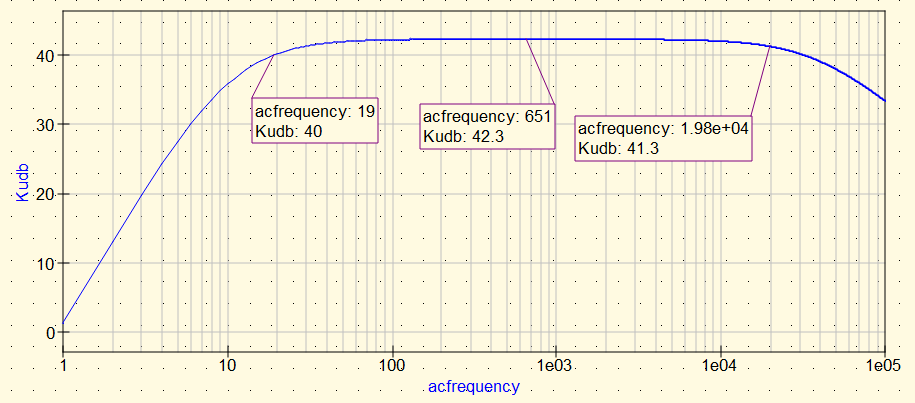 40
30
20
10
0
Kudb
acfrequency: 19
Kudb: 40
acfrequency: 651
Kudb: 42.3
acfrequency: 1.98e+04
Kudb: 41.3
1 10 100 1e03 1e04 1e05
acfrequency